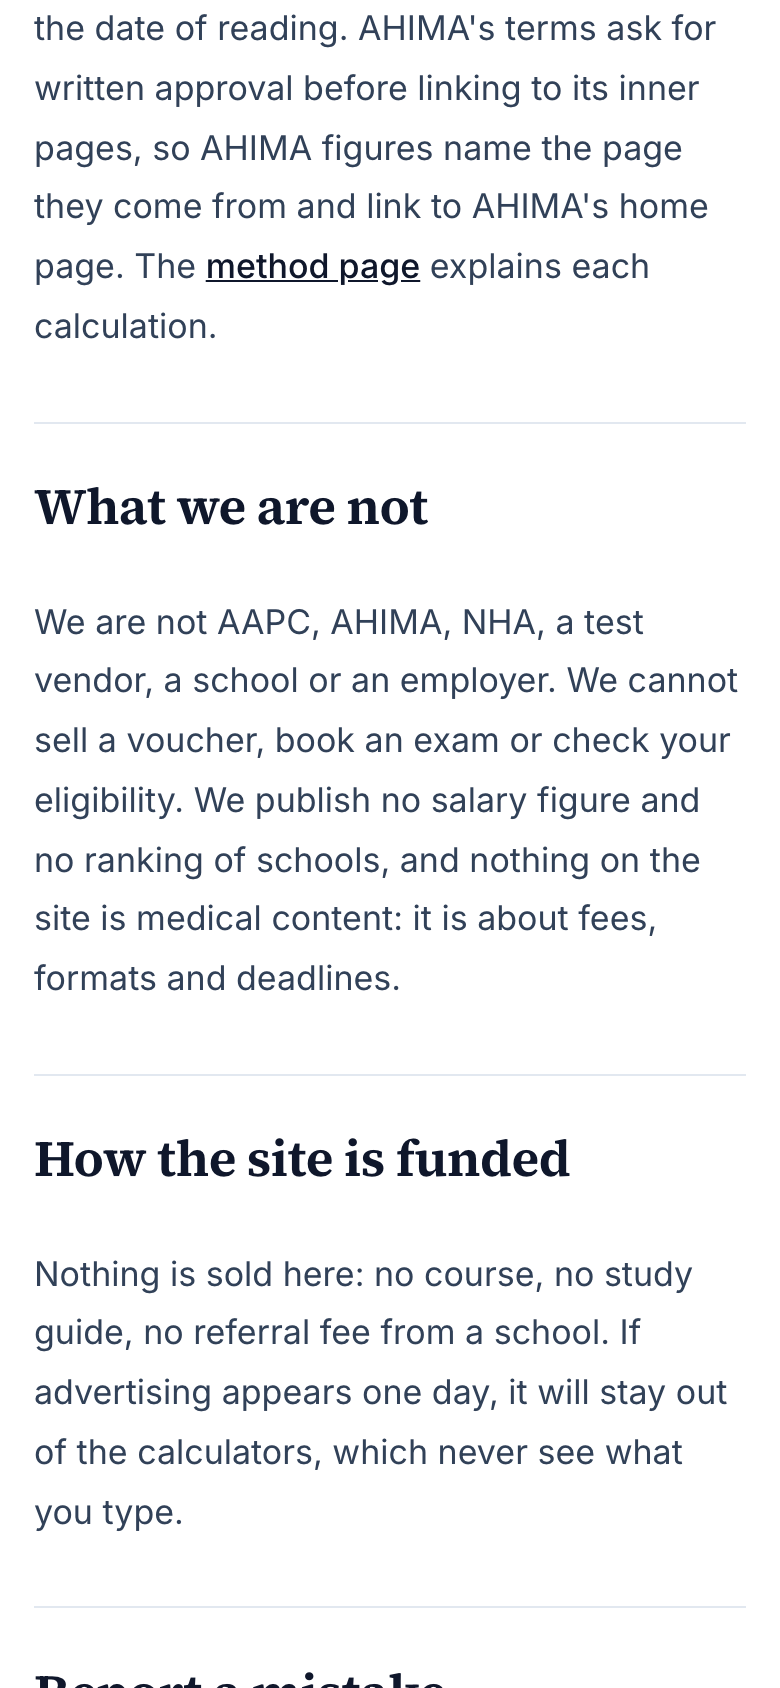 the date of reading. AHIMA's terms ask for
written approval before linking to its inner
pages, so AHIMA figures name the page
they come from and link to AHIMA's home
page. The method page explains each
calculation.
What we are not
We are not AAPC, AHIMA, NHA, a test
vendor, a school or an employer. We cannot
sell a voucher, book an exam or check your
eligibility. We publish no salary figure and
no ranking of schools, and nothing on the
site is medical content: it is about fees,
formats and deadlines.
How the site is funded
Nothing is sold here: no course, no study
guide, no referral fee from a school. If
advertising appears one day, it will stay out
of the calculators, which never see what
you type.
Report a mistake